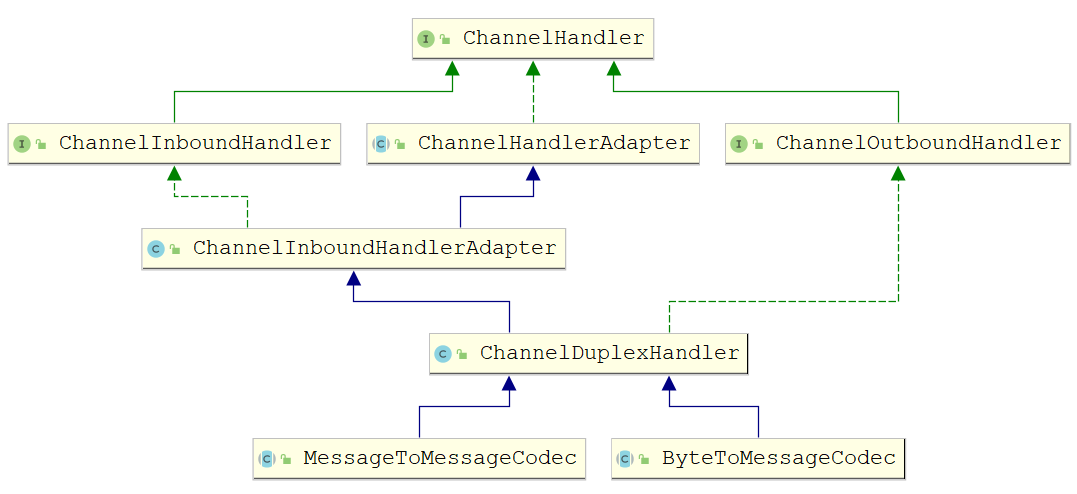 I ChannelHandler
I ChannelInboundHandler
C ChannelHandlerAdapter
I ChannelOutboundHandler
C ChannelInboundHandlerAdapter
C ChannelDuplexHandler
C MessageToMessageCodec
C ByteToMessageCodec